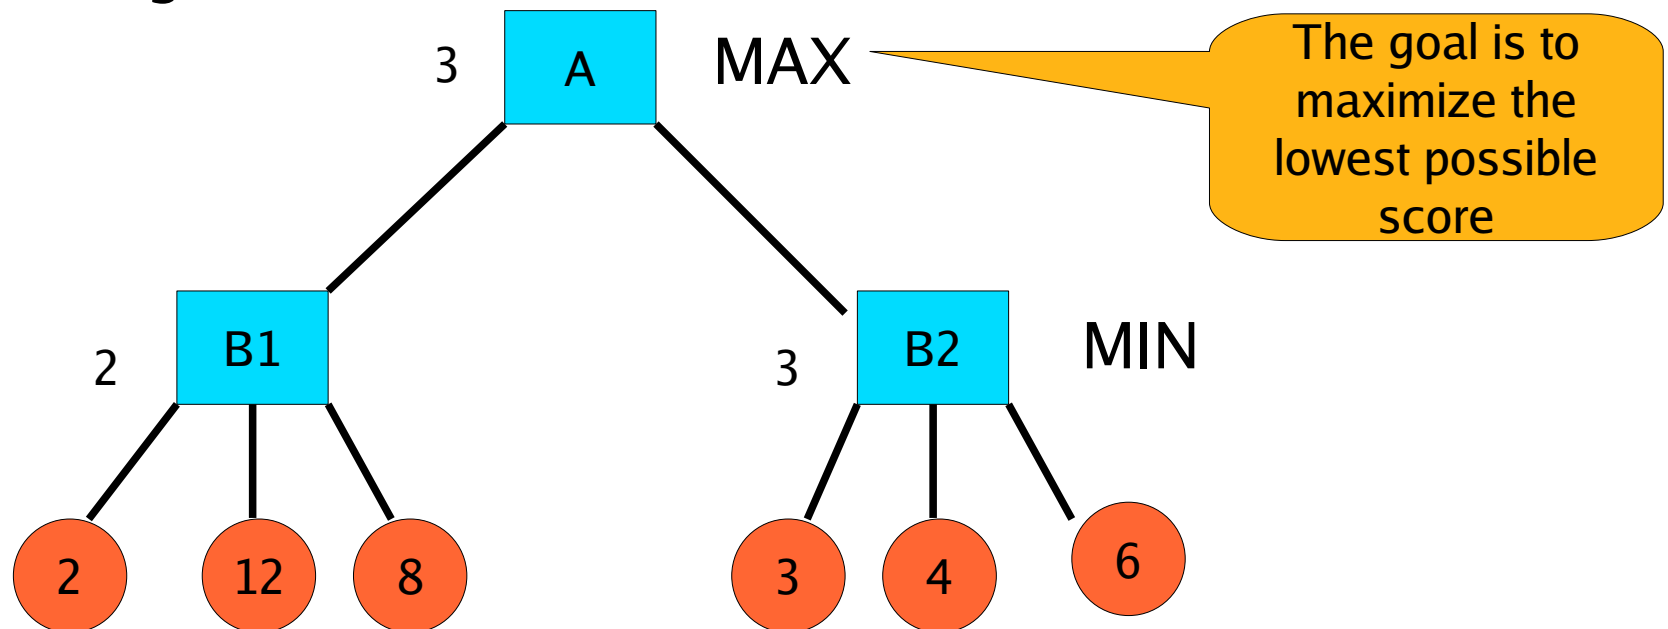 3
A
MAX
The goal is to
maximize the
lowest possible
score
2
B1
3
B2
MIN
2
12
8
3
4
6